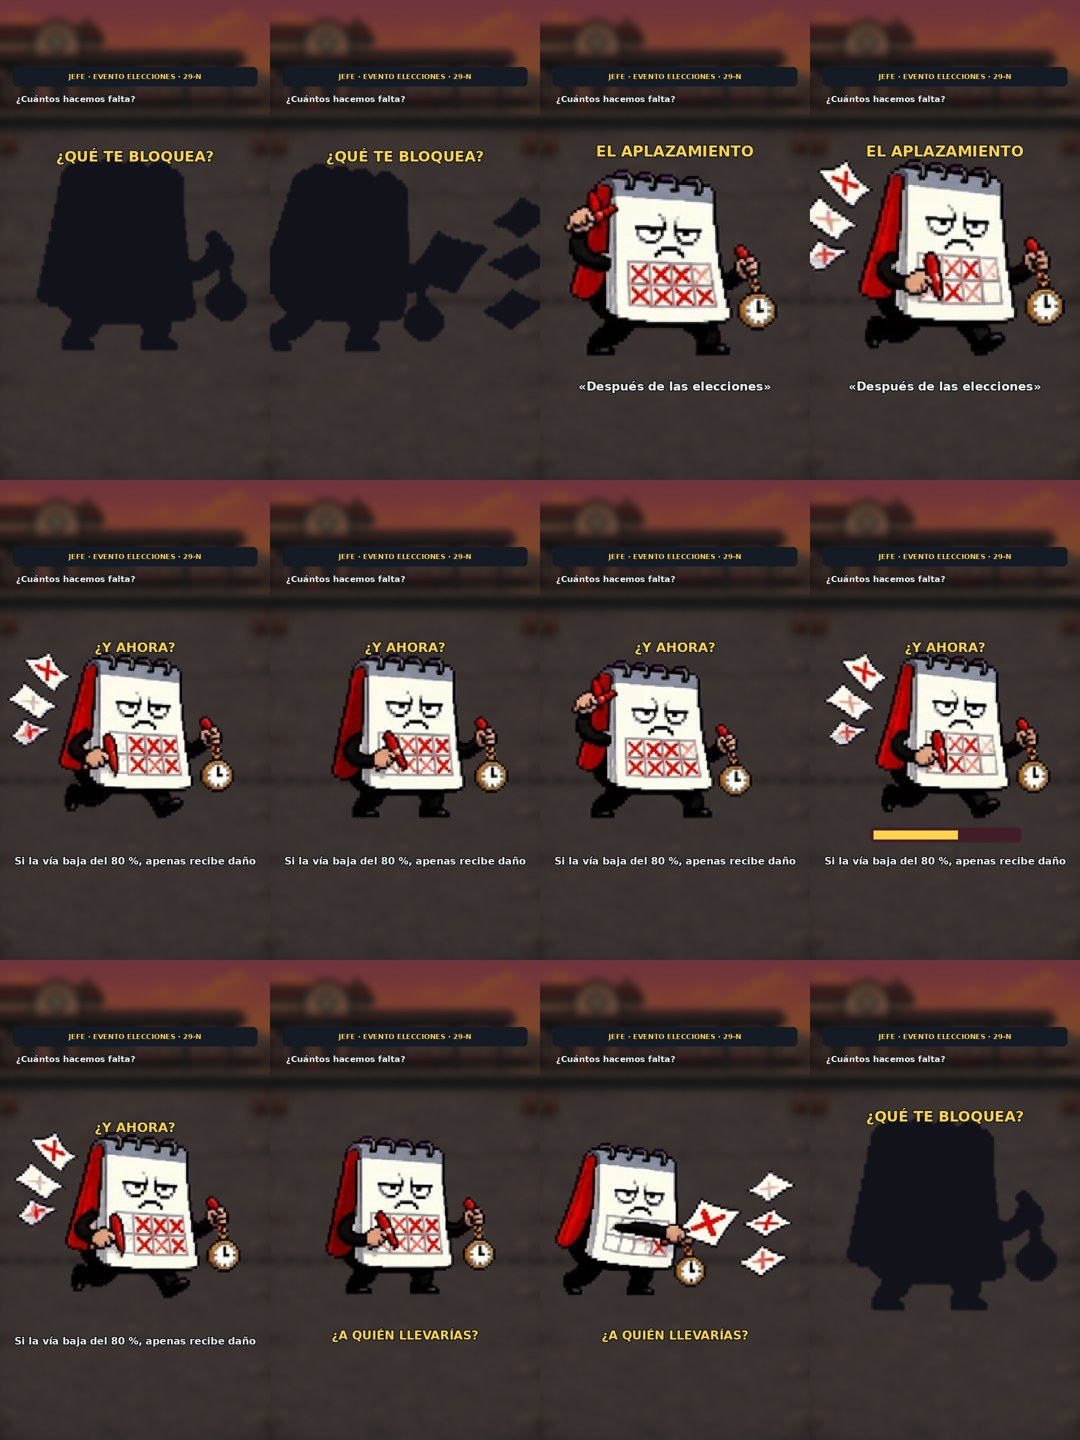 JEFE · EVENTO ELECCIONES · 29-N
¿Cuántos hacemos falta?
¿QUÉ TE BLOQUEA?
JEFE · EVENTO ELECCIONES · 29-N
¿Cuántos hacemos falta?
¿QUÉ TE BLOQUEA?
JEFE · EVENTO ELECCIONES · 29-N
¿Cuántos hacemos falta?
EL APLAZAMIENTO
«Después de las elecciones»
JEFE · EVENTO ELECCIONES · 29-N
¿Cuántos hacemos falta?
EL APLAZAMIENTO
«Después de las elecciones»
JEFE · EVENTO ELECCIONES · 29-N
¿Cuántos hacemos falta?
¿Y AHORA?
Si la vía baja del 80 %, apenas recibe daño
JEFE · EVENTO ELECCIONES · 29-N
¿Cuántos hacemos falta?
¿Y AHORA?
Si la vía baja del 80 %, apenas recibe daño
JEFE · EVENTO ELECCIONES · 29-N
¿Cuántos hacemos falta?
¿Y AHORA?
Si la vía baja del 80 %, apenas recibe daño
JEFE · EVENTO ELECCIONES · 29-N
¿Cuántos hacemos falta?
¿Y AHORA?
Si la vía baja del 80 %, apenas recibe daño
JEFE · EVENTO ELECCIONES · 29-N
¿Cuántos hacemos falta?
¿Y AHORA?
Si la vía baja del 80 %, apenas recibe daño
JEFE · EVENTO ELECCIONES · 29-N
¿Cuántos hacemos falta?
¿A QUIÉN LLEVARÍAS?
JEFE · EVENTO ELECCIONES · 29-N
¿Cuántos hacemos falta?
¿A QUIÉN LLEVARÍAS?
JEFE · EVENTO ELECCIONES · 29-N
¿Cuántos hacemos falta?
¿QUÉ TE BLOQUEA?